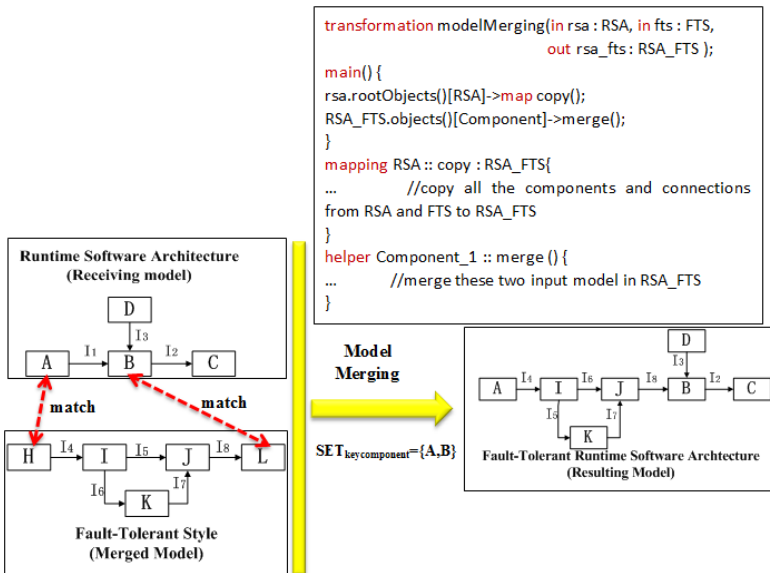 transformation modelMerging(in rsa : RSA, in fts : FTS,
out rsa_fts : RSA_FTS );
main() {
rsa.rootObjects()[RSA]->map copy();
RSA_FTS.objects()[Component]->merge();
}
mapping RSA :: copy : RSA_FTS{
... //copy all the components and connections
from RSA and FTS to RSA_FTS
}
helper Component_1 :: merge () {
... //merge these two input model in RSA_FTS
}
Runtime Software Architecture
(Receiving model)
D
I3
A I1 B I2 C
match match
H I4 I I5 J I8 L
I6 I7
K
Fault-Tolerant Style
(Merged Model)
Model
Merging
SETkeycomponent={A,B}
D
I3
A I4 I I6 J I8 B I2 C
I5 I7
K
Fault-Tolerant Runtime Software Archtecture
(Resulting Model)